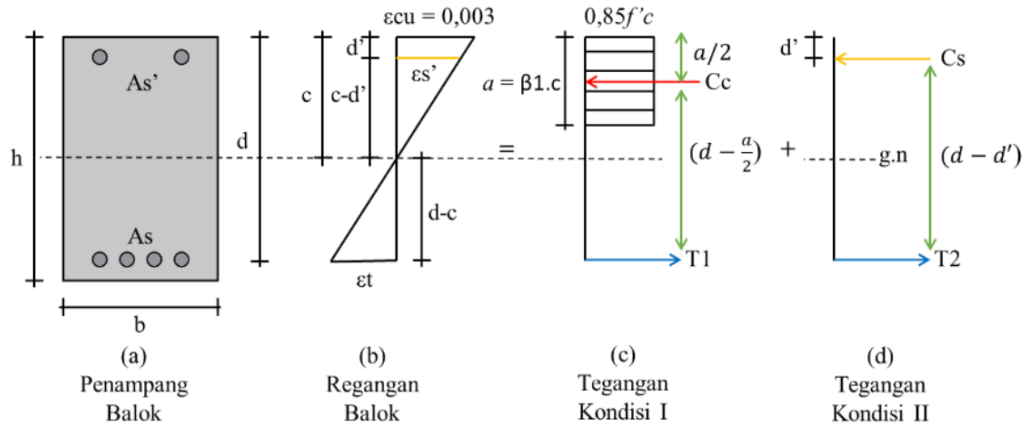 εcu = 0,003
0,85f'c
d'
a/2
d'
Cs
As'
εs'
a = β1.c
Cc
c
c-d'
h
d
=
(d − a/2)
+
g.n
(d − d')
d-c
As
T1
T2
εt
b
(a)
Penampang
Balok
(b)
Regangan
Balok
(c)
Tegangan
Kondisi I
(d)
Tegangan
Kondisi II